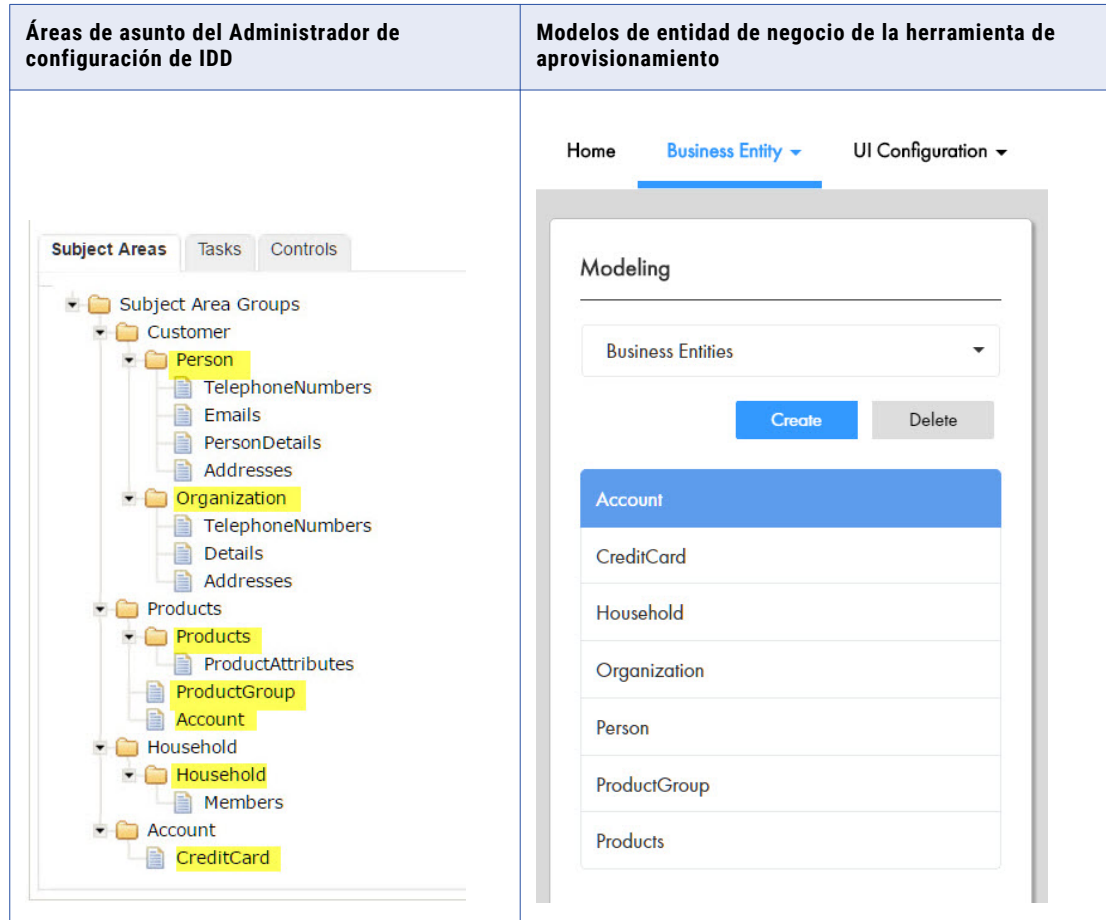 Áreas de asunto del Administrador de
configuración de IDD
Modelos de entidad de negocio de la herramienta de
aprovisionamiento
Subject Areas Tasks Controls
Subject Area Groups
Customer
Person
TelephoneNumbers
Emails
PersonDetails
Addresses
Organization
TelephoneNumbers
Details
Addresses
Products
Products
ProductAttributes
ProductGroup
Account
Household
Household
Members
Account
CreditCard
Home Business Entity UI Configuration
Modeling
Business Entities
Create Delete
Account
CreditCard
Household
Organization
Person
ProductGroup
Products